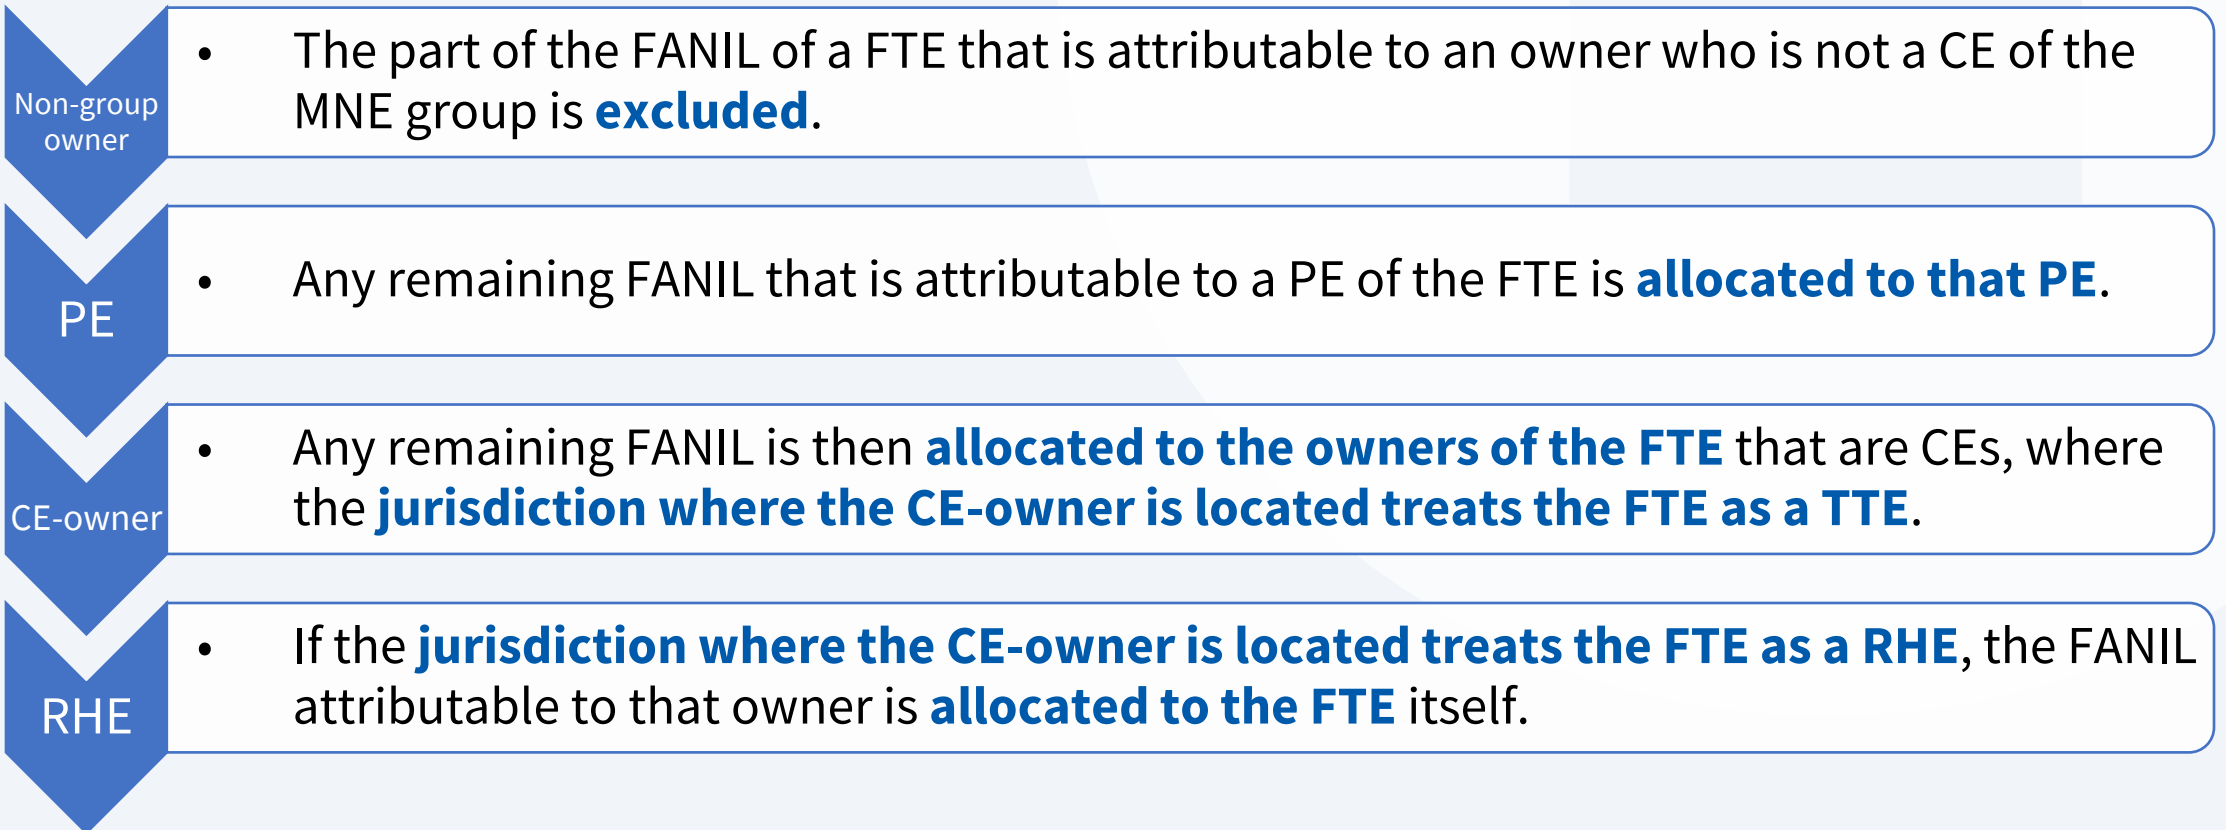 Non-group
owner
• The part of the FANIL of a FTE that is attributable to an owner who is not a CE of the
MNE group is excluded.
PE
• Any remaining FANIL that is attributable to a PE of the FTE is allocated to that PE.
CE-owner
• Any remaining FANIL is then allocated to the owners of the FTE that are CEs, where
the jurisdiction where the CE-owner is located treats the FTE as a TTE.
RHE
• If the jurisdiction where the CE-owner is located treats the FTE as a RHE, the FANIL
attributable to that owner is allocated to the FTE itself.